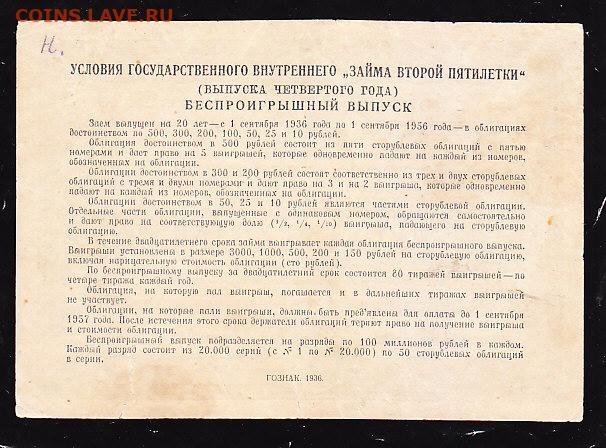 COINS.LAVE.RU
Н.
УСЛОВИЯ ГОСУДАРСТВЕННОГО ВНУТРЕННЕГО „ЗАЙМА ВТОРОЙ ПЯТИЛЕТКИ“
(ВЫПУСКА ЧЕТВЕРТОГО ГОДА)
БЕСПРОИГРЫШНЫЙ ВЫПУСК
Заем выпущен на 20 лет—с 1 сентября 1936 года по 1 сентября 1956 года—в облигациях
достоинством по 500, 300, 200, 100, 50, 25 и 10 рублей.
Облигация достоинством в 500 рублей состоит из пяти сторублевых облигаций с пятью
номерами и дает право на 5 выигрышей, которые одновременно падают на каждый из номеров,
обозначенных на облигации.
Облигации достоинством в 300 и 200 рублей состоят соответственно из трех и двух сторублевых
облигаций с тремя и двумя номерами и дают право на 3 и на 2 выигрыша, которые одновременно
падают на каждый из номеров, обозначенных на облигации.
Облигации достоинством в 50, 25 и 10 рублей являются частями сторублевой облигации.
Отдельные части облигации, выпущенные с одинаковым номером, обращаются самостоятельно
и дают право на соответствующую долю (1/2, 1/4, 1/10) выигрыша, падающего на сторублевую
облигацию.
В течение двадцатилетнего срока займа выигрывает каждая облигация беспроигрышного выпуска.
Выигрыши установлены в размере 3000, 1000, 500, 200 и 150 рублей на сторублевую облигацию,
включая нарицательную стоимость облигации (сто рублей).
По беспроигрышному выпуску за двадцатилетний срок состоится 80 тиражей выигрышей—по
четыре тиража каждый год.
Облигация, на которую пал выигрыш, погашается и в дальнейших тиражах выигрышей
не участвует.
Облигации, на которые пали выигрыши, должны быть пред'явлены для оплаты до 1 сентября
1957 года. После истечения этого срока держатели облигаций теряют право на получение выигрыша
и стоимости облигации.
Беспроигрышный выпуск подразделяется на разряды по 100 миллионов рублей в каждом.
Каждый разряд состоит из 20.000 серий (с № 1 по № 20.000) по 50 сторублевых облигаций
в серии.
ГОЗНАК. 1936.